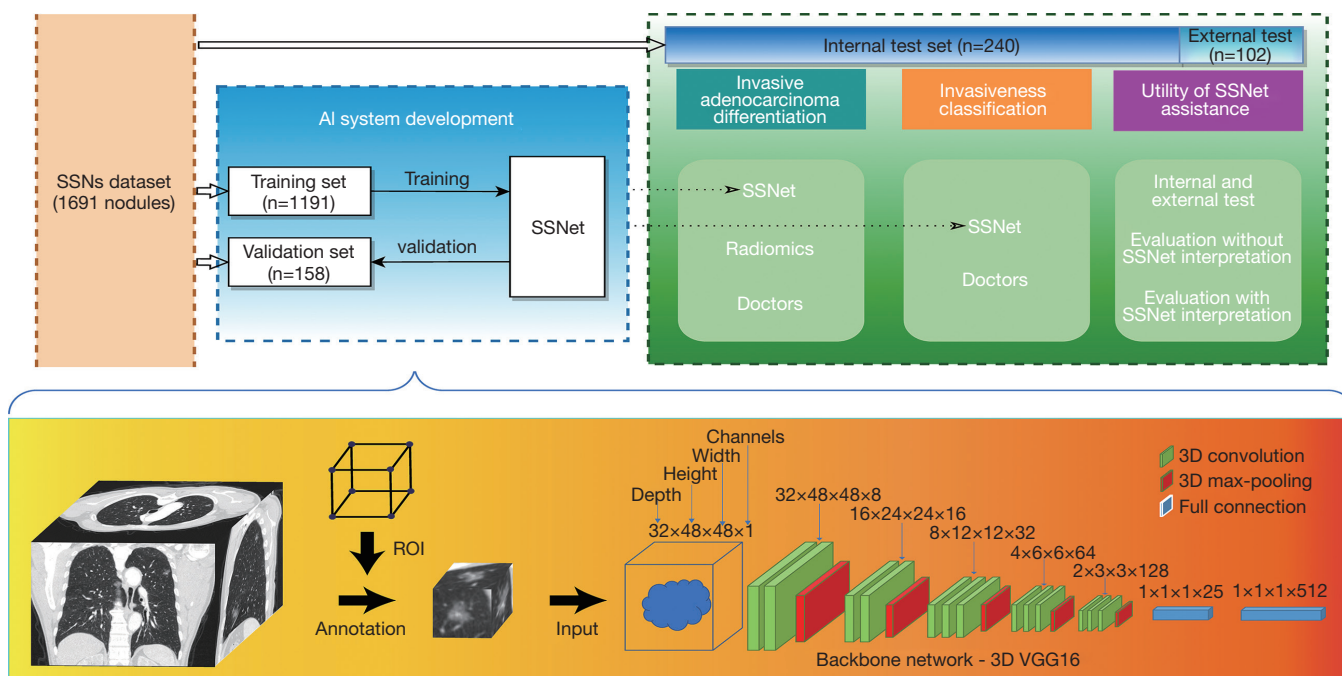 SSNs dataset
(1691 nodules)
AI system development
Training set
(n=1191)
Training
Validation set
(n=158)
validation
SSNet
Internal test set (n=240)
External test
(n=102)
Invasive
adenocarcinoma
differentiation
Invasiveness
classification
Utility of SSNet
assistance
SSNet
Radiomics
Doctors
SSNet
Doctors
Internal and
external test
Evaluation without
SSNet interpretation
Evaluation with
SSNet interpretation
ROI
Annotation
Input
Channels
Width
Height
Depth
32×48×48×1
32×48×48×8
16×24×24×16
8×12×12×32
4×6×6×64
2×3×3×128
1×1×1×25
1×1×1×512
3D convolution
3D max-pooling
Full connection
Backbone network - 3D VGG16